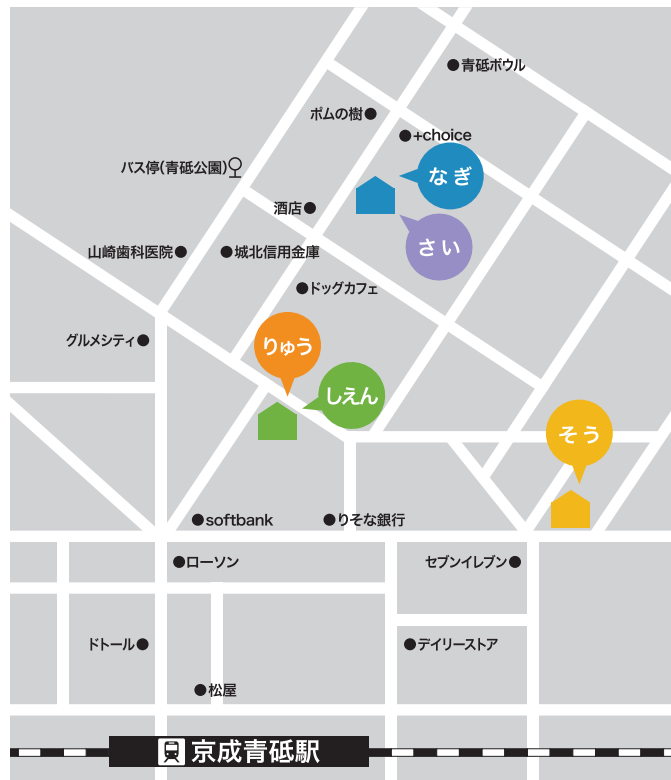 青砥ボウル
ポムの樹
+choice
バス停(青砥公園)
なぎ
酒店
さい
山崎歯科医院
城北信用金庫
ドッグカフェ
グルメシティ
りゅう
しえん
そう
softbank
りそな銀行
ローソン
セブンイレブン
ドトール
デイリーストア
松屋
京成青砥駅